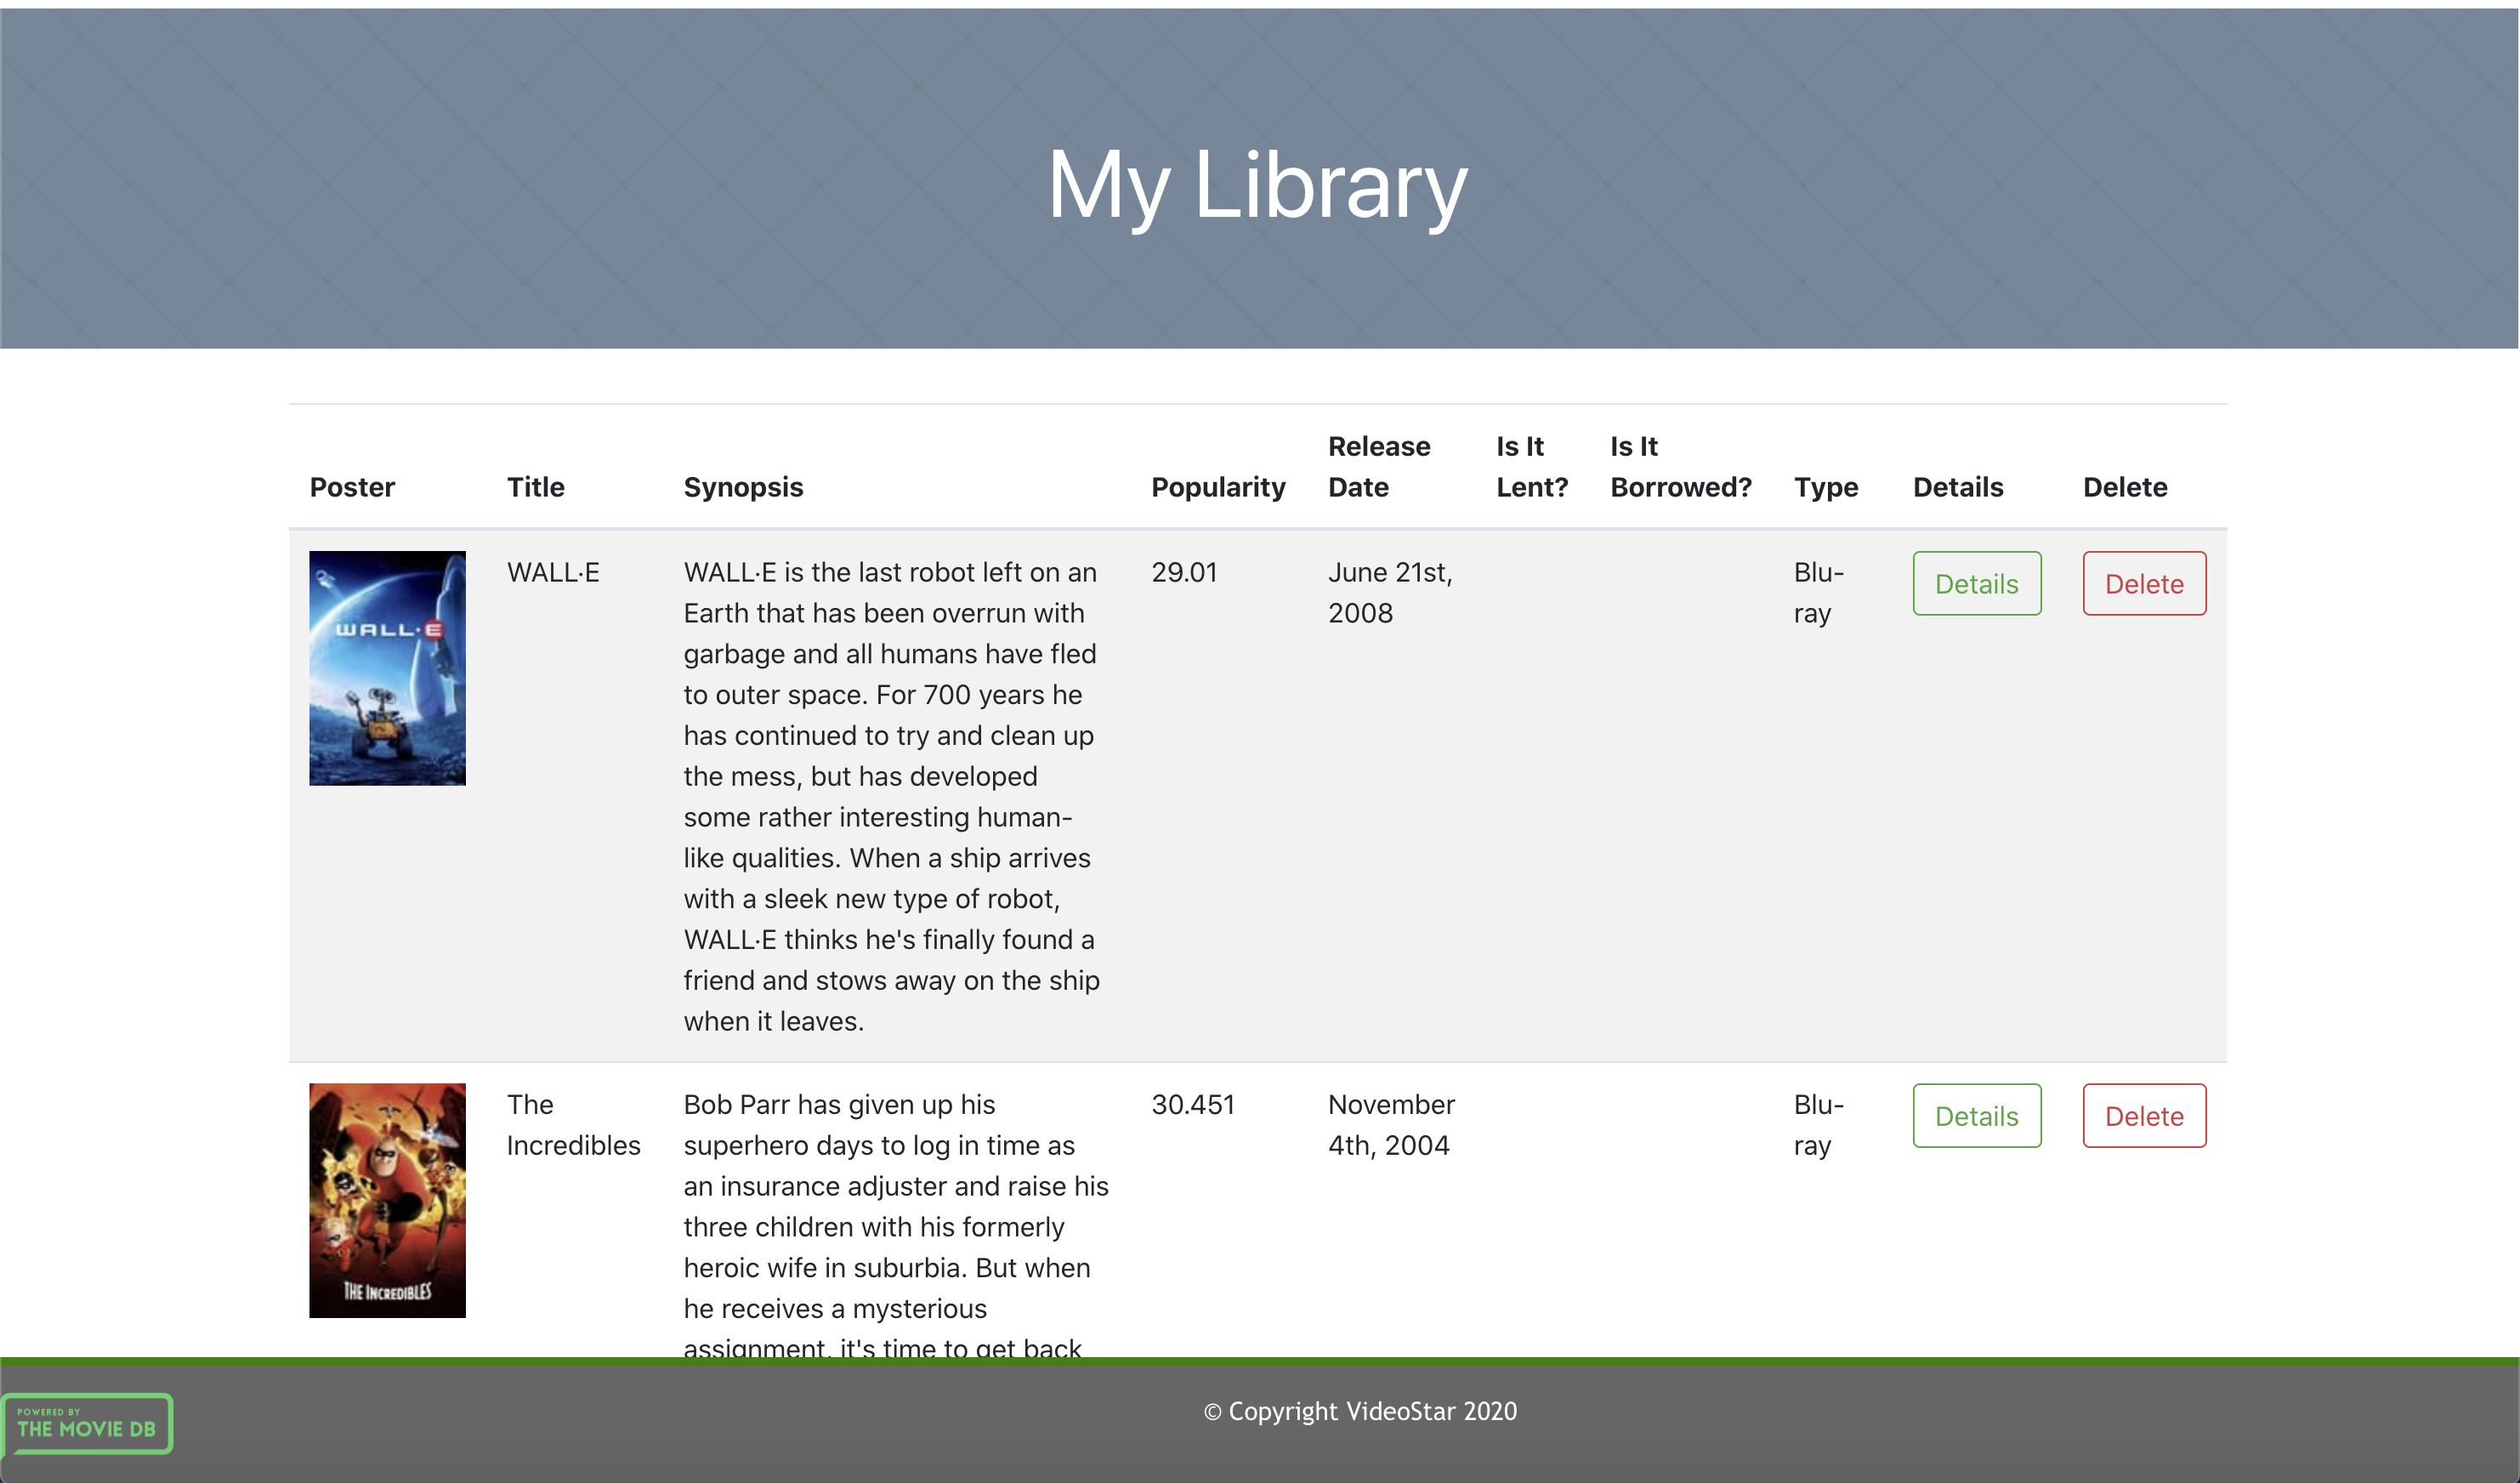 My Library
Release Is It Is It
Poster Title Synopsis Popularity Date Lent? Borrowed? Type Details Delete
WALL·E
WALL·E
WALL·E is the last robot left on an
Earth that has been overrun with
garbage and all humans have fled
to outer space. For 700 years he
has continued to try and clean up
the mess, but has developed
some rather interesting human-
like qualities. When a ship arrives
with a sleek new type of robot,
WALL·E thinks he's finally found a
friend and stows away on the ship
when it leaves.
29.01
June 21st,
2008
Blu-
ray
Details
Delete
THE INCREDIBLES
The
Incredibles
Bob Parr has given up his
superhero days to log in time as
an insurance adjuster and raise his
three children with his formerly
heroic wife in suburbia. But when
he receives a mysterious
assignment, it's time to get back
30.451
November
4th, 2004
Blu-
ray
Details
Delete
POWERED BY
THE MOVIE DB
© Copyright VideoStar 2020